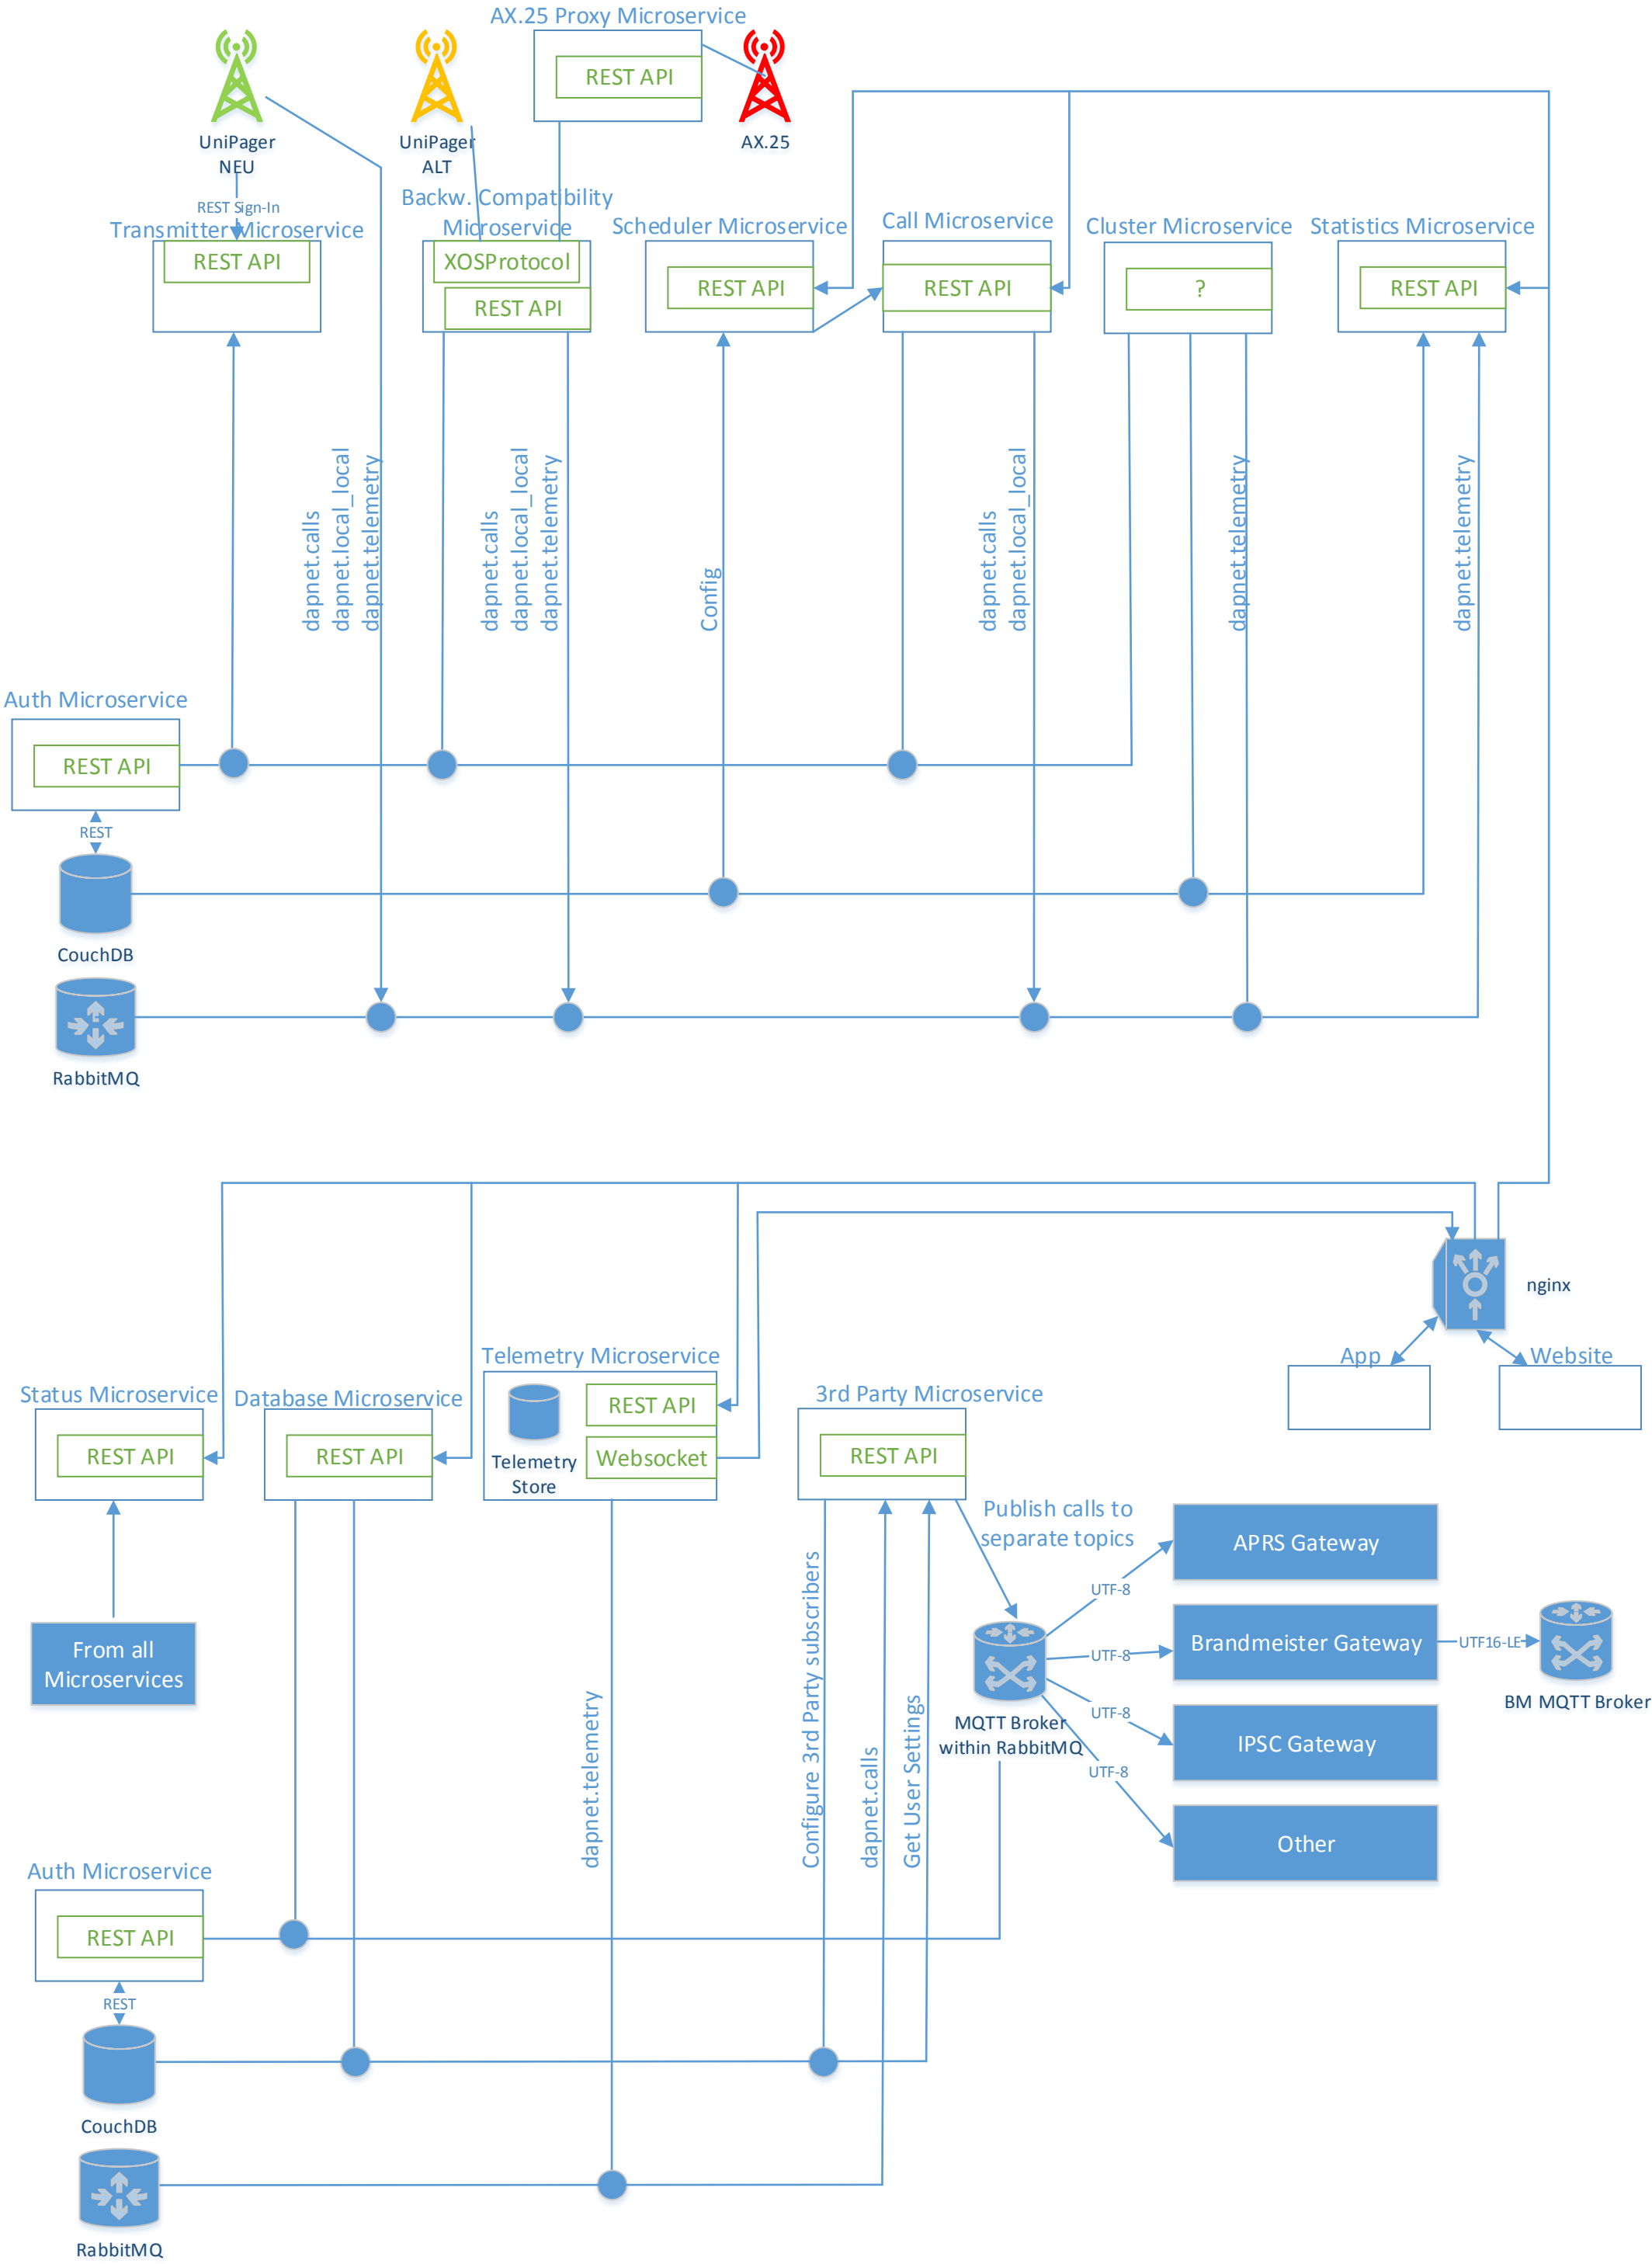 AX.25 Proxy Microservice
REST API
UniPager
NEU
UniPager
ALT
AX.25
REST Sign-In
Transmitter Microservice
REST API
Backw. Compatibility
Microservice
XOSProtocol
REST API
Scheduler Microservice
REST API
Call Microservice
REST API
Cluster Microservice
?
Statistics Microservice
REST API
dapnet.calls
dapnet.local_local
dapnet.telemetry
dapnet.calls
dapnet.local_local
dapnet.telemetry
Config
dapnet.calls
dapnet.local_local
dapnet.telemetry
dapnet.telemetry
Auth Microservice
REST API
REST
CouchDB
RabbitMQ
nginx
App
Website
Status Microservice
REST API
Database Microservice
REST API
Telemetry Microservice
REST API
Websocket
Telemetry
Store
3rd Party Microservice
REST API
From all
Microservices
Publish calls to
separate topics
dapnet.telemetry
Configure 3rd Party subscribers
dapnet.calls
Get User Settings
MQTT Broker
within RabbitMQ
UTF-8
UTF-8
UTF-8
UTF-8
APRS Gateway
Brandmeister Gateway
IPSC Gateway
Other
UTF16-LE
BM MQTT Broker
Auth Microservice
REST API
REST
CouchDB
RabbitMQ